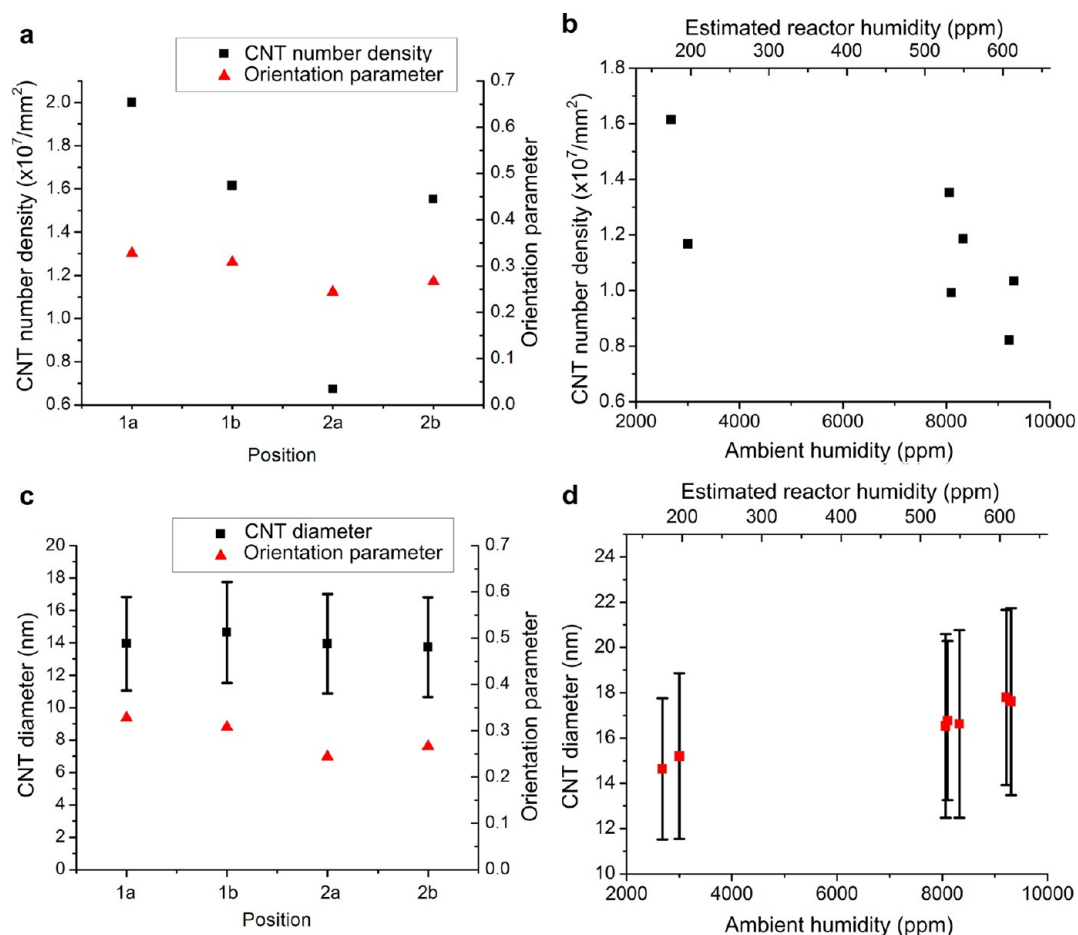 a
CNT number density
Orientation parameter
CNT number density (x10⁷/mm²)
2.0
1.8
1.6
1.4
1.2
1.0
0.8
0.6
0.7
0.6
0.5
0.4
0.3
0.2
0.1
0.0
Orientation parameter
1a 1b 2a 2b
Position
b
Estimated reactor humidity (ppm)
200 300 400 500 600
CNT number density (x10⁷/mm²)
1.8
1.6
1.4
1.2
1.0
0.8
0.6
2000 4000 6000 8000 10000
Ambient humidity (ppm)
c
CNT diameter
Orientation parameter
CNT diameter (nm)
20
18
16
14
12
10
8
6
4
2
0
0.7
0.6
0.5
0.4
0.3
0.2
0.1
0.0
Orientation parameter
1a 1b 2a 2b
Position
d
Estimated reactor humidity (ppm)
200 300 400 500 600
CNT diameter (nm)
24
22
20
18
16
14
12
10
2000 4000 6000 8000 10000
Ambient humidity (ppm)